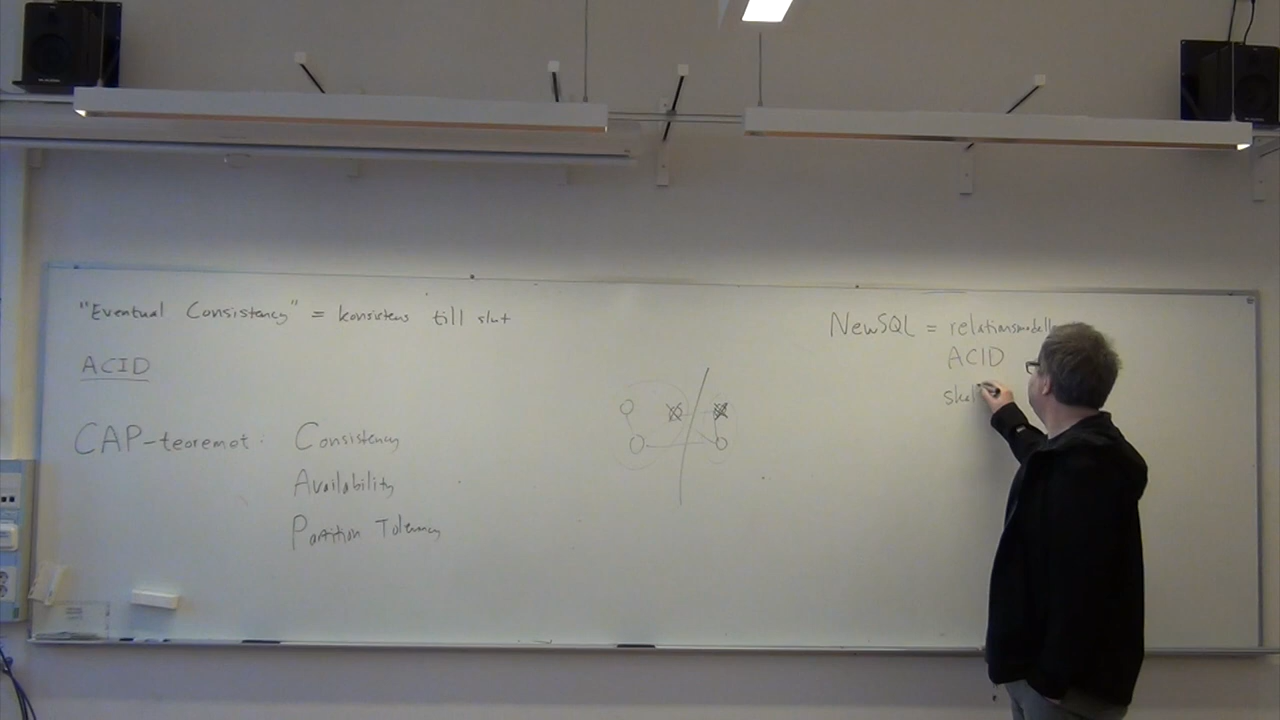 "Eventual Consistency" = konsistens till slut
ACID
CAP-teoremet: Consistency
Availability
Partition Tolerancy
NewSQL = relationsmodell
ACID
skal